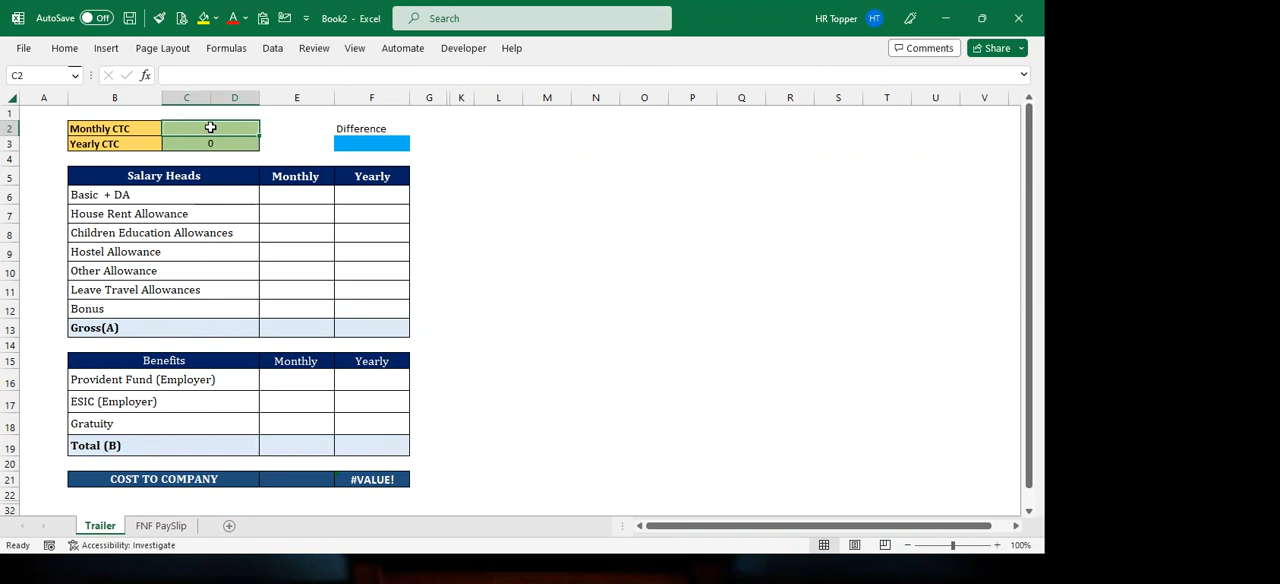 AutoSave Off Book2 - Excel Search HR Topper HT
File Home Insert Page Layout Formulas Data Review View Automate Developer Help Comments Share
C2 fx
A B C D E F G K L M N O P Q R S T U V
1
2 Monthly CTC Difference
3 Yearly CTC 0
4
5 Salary Heads Monthly Yearly
6 Basic + DA
7 House Rent Allowance
8 Children Education Allowances
9 Hostel Allowance
10 Other Allowance
11 Leave Travel Allowances
12 Bonus
13 Gross(A)
14
15 Benefits Monthly Yearly
16 Provident Fund (Employer)
17 ESIC (Employer)
18 Gratuity
19 Total (B)
20
21 COST TO COMPANY #VALUE!
22
32
Trailer FNF PaySlip
Ready Accessibility: Investigate 100%